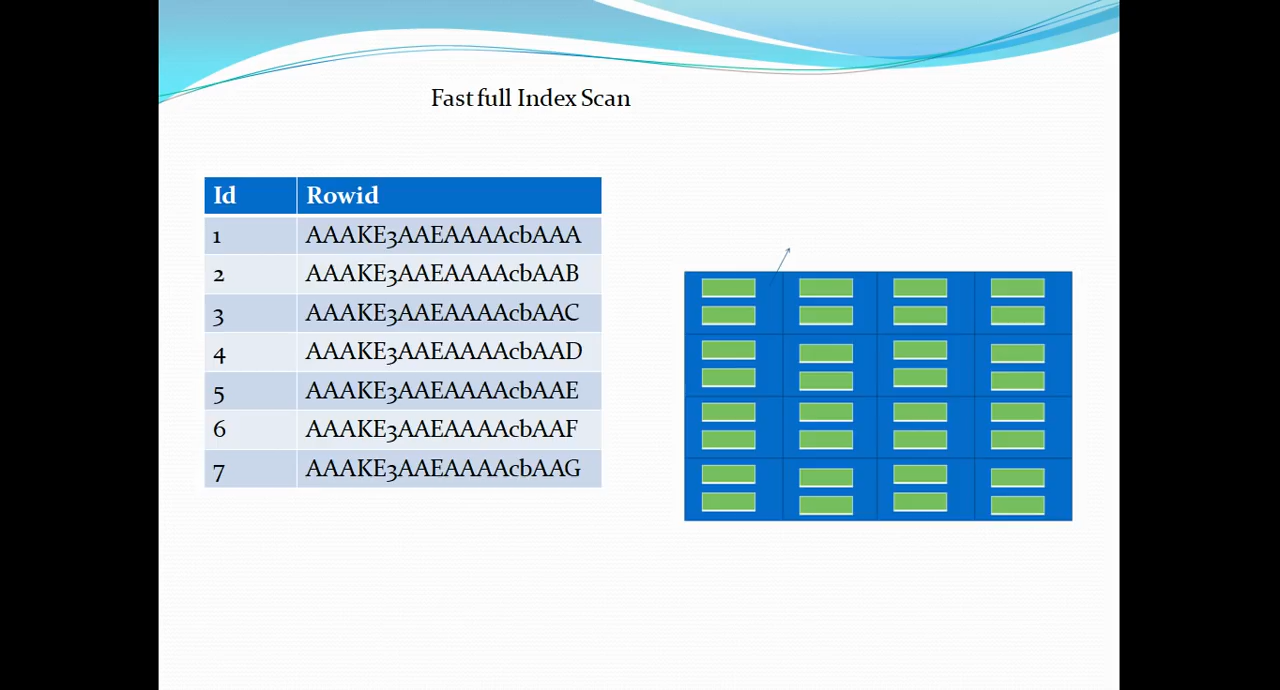 Fast full Index Scan
Id Rowid
1 AAAKE3AAEAAAAcbAAA
2 AAAKE3AAEAAAAcbAAB
3 AAAKE3AAEAAAAcbAAC
4 AAAKE3AAEAAAAcbAAD
5 AAAKE3AAEAAAAcbAAE
6 AAAKE3AAEAAAAcbAAF
7 AAAKE3AAEAAAAcbAAG